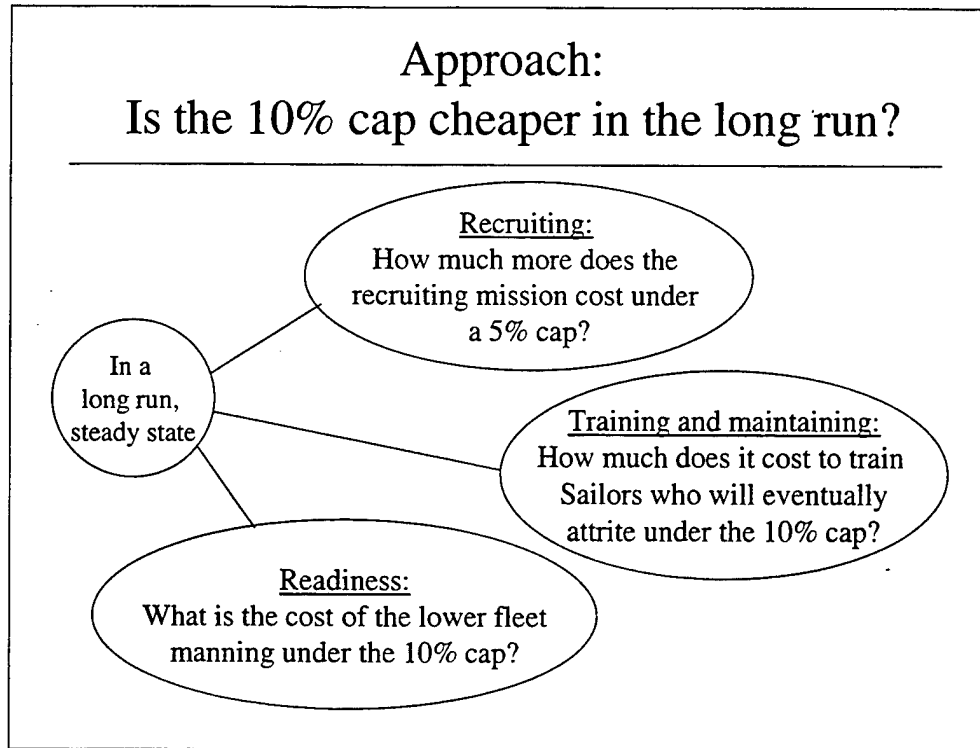 Approach:
Is the 10% cap cheaper in the long run?
Recruiting:
How much more does the
recruiting mission cost under
a 5% cap?
In a
long run,
steady state
Training and maintaining:
How much does it cost to train
Sailors who will eventually
attrite under the 10% cap?
Readiness:
What is the cost of the lower fleet
manning under the 10% cap?